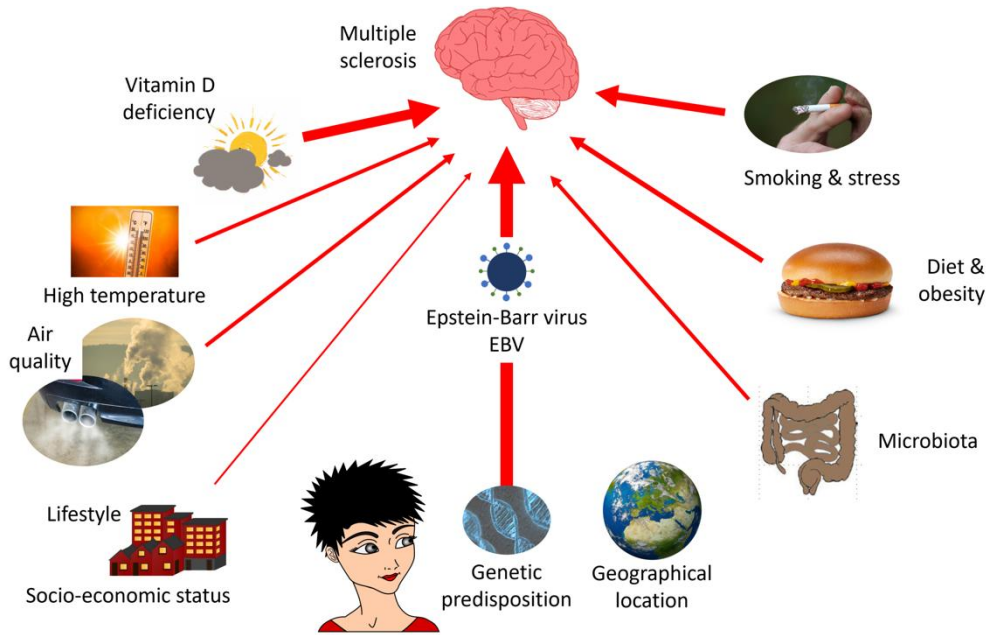 Multiple
sclerosis
Vitamin D
deficiency
Smoking & stress
High temperature
Diet &
obesity
Epstein-Barr virus
EBV
Air
quality
Microbiota
Lifestyle
Socio-economic status
Genetic
predisposition
Geographical
location